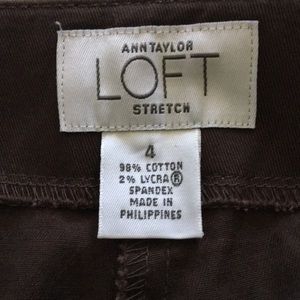 ANN TAYLOR
LOFT
STRETCH
4
98% COTTON
2% LYCRA®
SPANDEX
MADE IN
PHILIPPINES